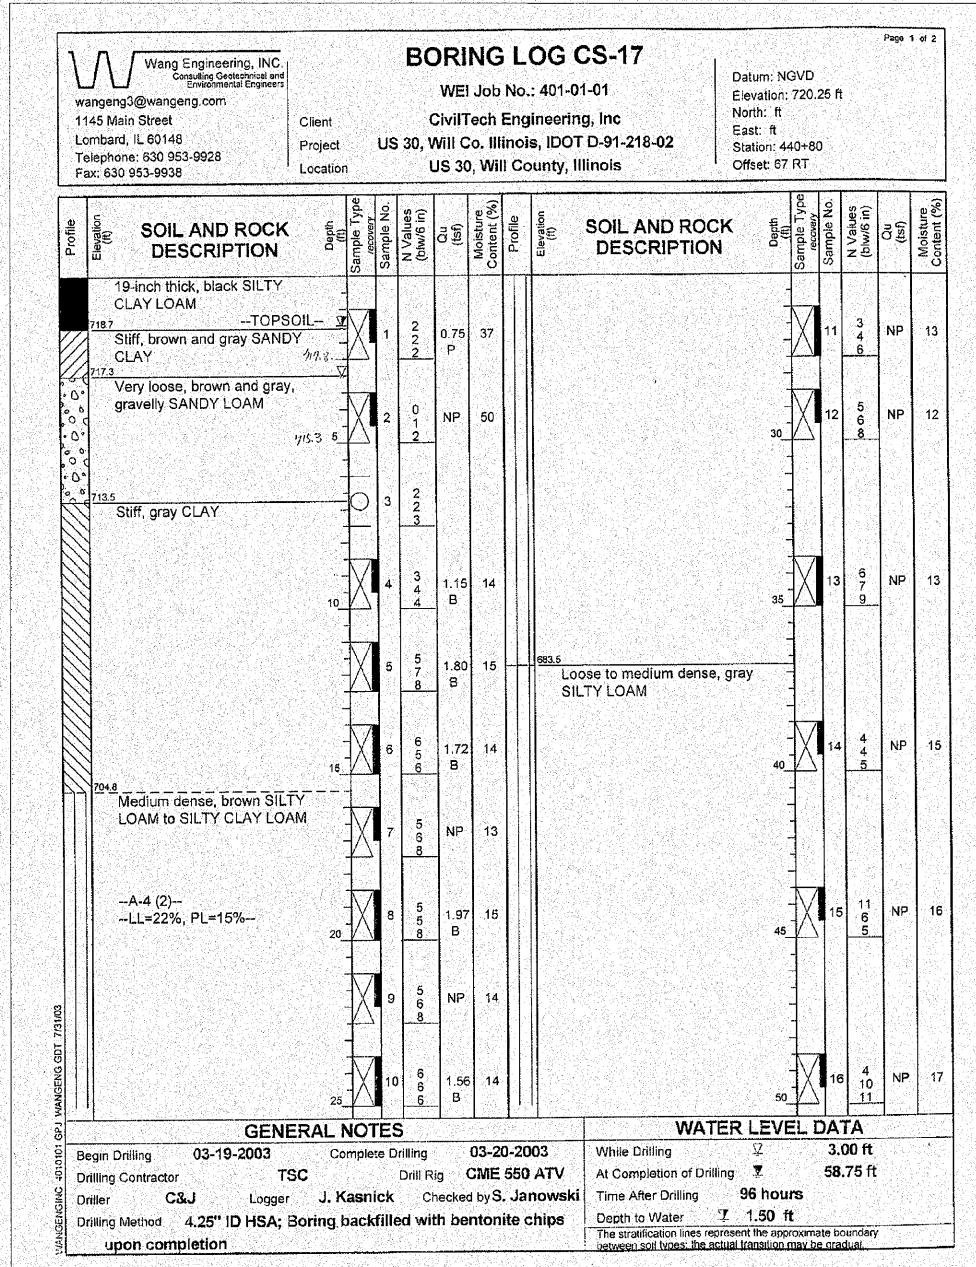 Page 1 of 2
Wang Engineering, INC.
Consulting Geotechnical and
Environmental Engineers
wangeng3@wangeng.com
1145 Main Street
Lombard, IL 60148
Telephone: 630 953-9928
Fax: 630 953-9938
BORING LOG CS-17
WEI Job No.: 401-01-01
Client CivilTech Engineering, Inc
Project US 30, Will Co. Illinois, IDOT D-91-218-02
Location US 30, Will County, Illinois
Datum: NGVD
Elevation: 720.25 ft
North: ft
East: ft
Station: 440+80
Offset: 67 RT
Profile
Elevation (ft)
SOIL AND ROCK
DESCRIPTION
Depth (ft)
Sample Type
recovery
Sample No.
N Values (blw/6 in)
Qu (tsf)
Moisture Content (%)
19-inch thick, black SILTY
CLAY LOAM
--TOPSOIL--
718.7
Stiff, brown and gray SANDY
CLAY
717.3
1 2 2 2 0.75 P 37
Very loose, brown and gray,
gravelly SANDY LOAM
715.3 5
2 0 1 2 NP 50
713.5
3 2 2 3
Stiff, gray CLAY
10 4 3 4 4 1.15 B 14
5 5 7 8 1.80 B 15
15 6 6 5 6 1.72 B 14
704.8
Medium dense, brown SILTY
LOAM to SILTY CLAY LOAM
7 5 6 8 NP 13
--A-4 (2)--
--LL=22%, PL=15%--
20 8 5 5 8 1.97 B 15
9 5 6 8 NP 14
25 10 6 6 6 1.56 B 14
Profile
Elevation (ft)
SOIL AND ROCK
DESCRIPTION
Depth (ft)
Sample Type
recovery
Sample No.
N Values (blw/6 in)
Qu (tsf)
Moisture Content (%)
11 3 4 6 NP 13
30 12 5 6 8 NP 12
35 13 6 7 9 NP 13
683.5
Loose to medium dense, gray
SILTY LOAM
40 14 4 4 5 NP 15
45 15 11 6 5 NP 16
50 16 4 10 11 NP 17
WANGENGINC 4010101.GPJ WANGENG.GDT 7/31/03
GENERAL NOTES
Begin Drilling 03-19-2003 Complete Drilling 03-20-2003
Drilling Contractor TSC Drill Rig CME 550 ATV
Driller C&J Logger J. Kasnick Checked by S. Janowski
Drilling Method 4.25" ID HSA; Boring backfilled with bentonite chips
upon completion
WATER LEVEL DATA
While Drilling 3.00 ft
At Completion of Drilling 58.75 ft
Time After Drilling 96 hours
Depth to Water 1.50 ft
The stratification lines represent the approximate boundary
between soil types; the actual transition may be gradual.